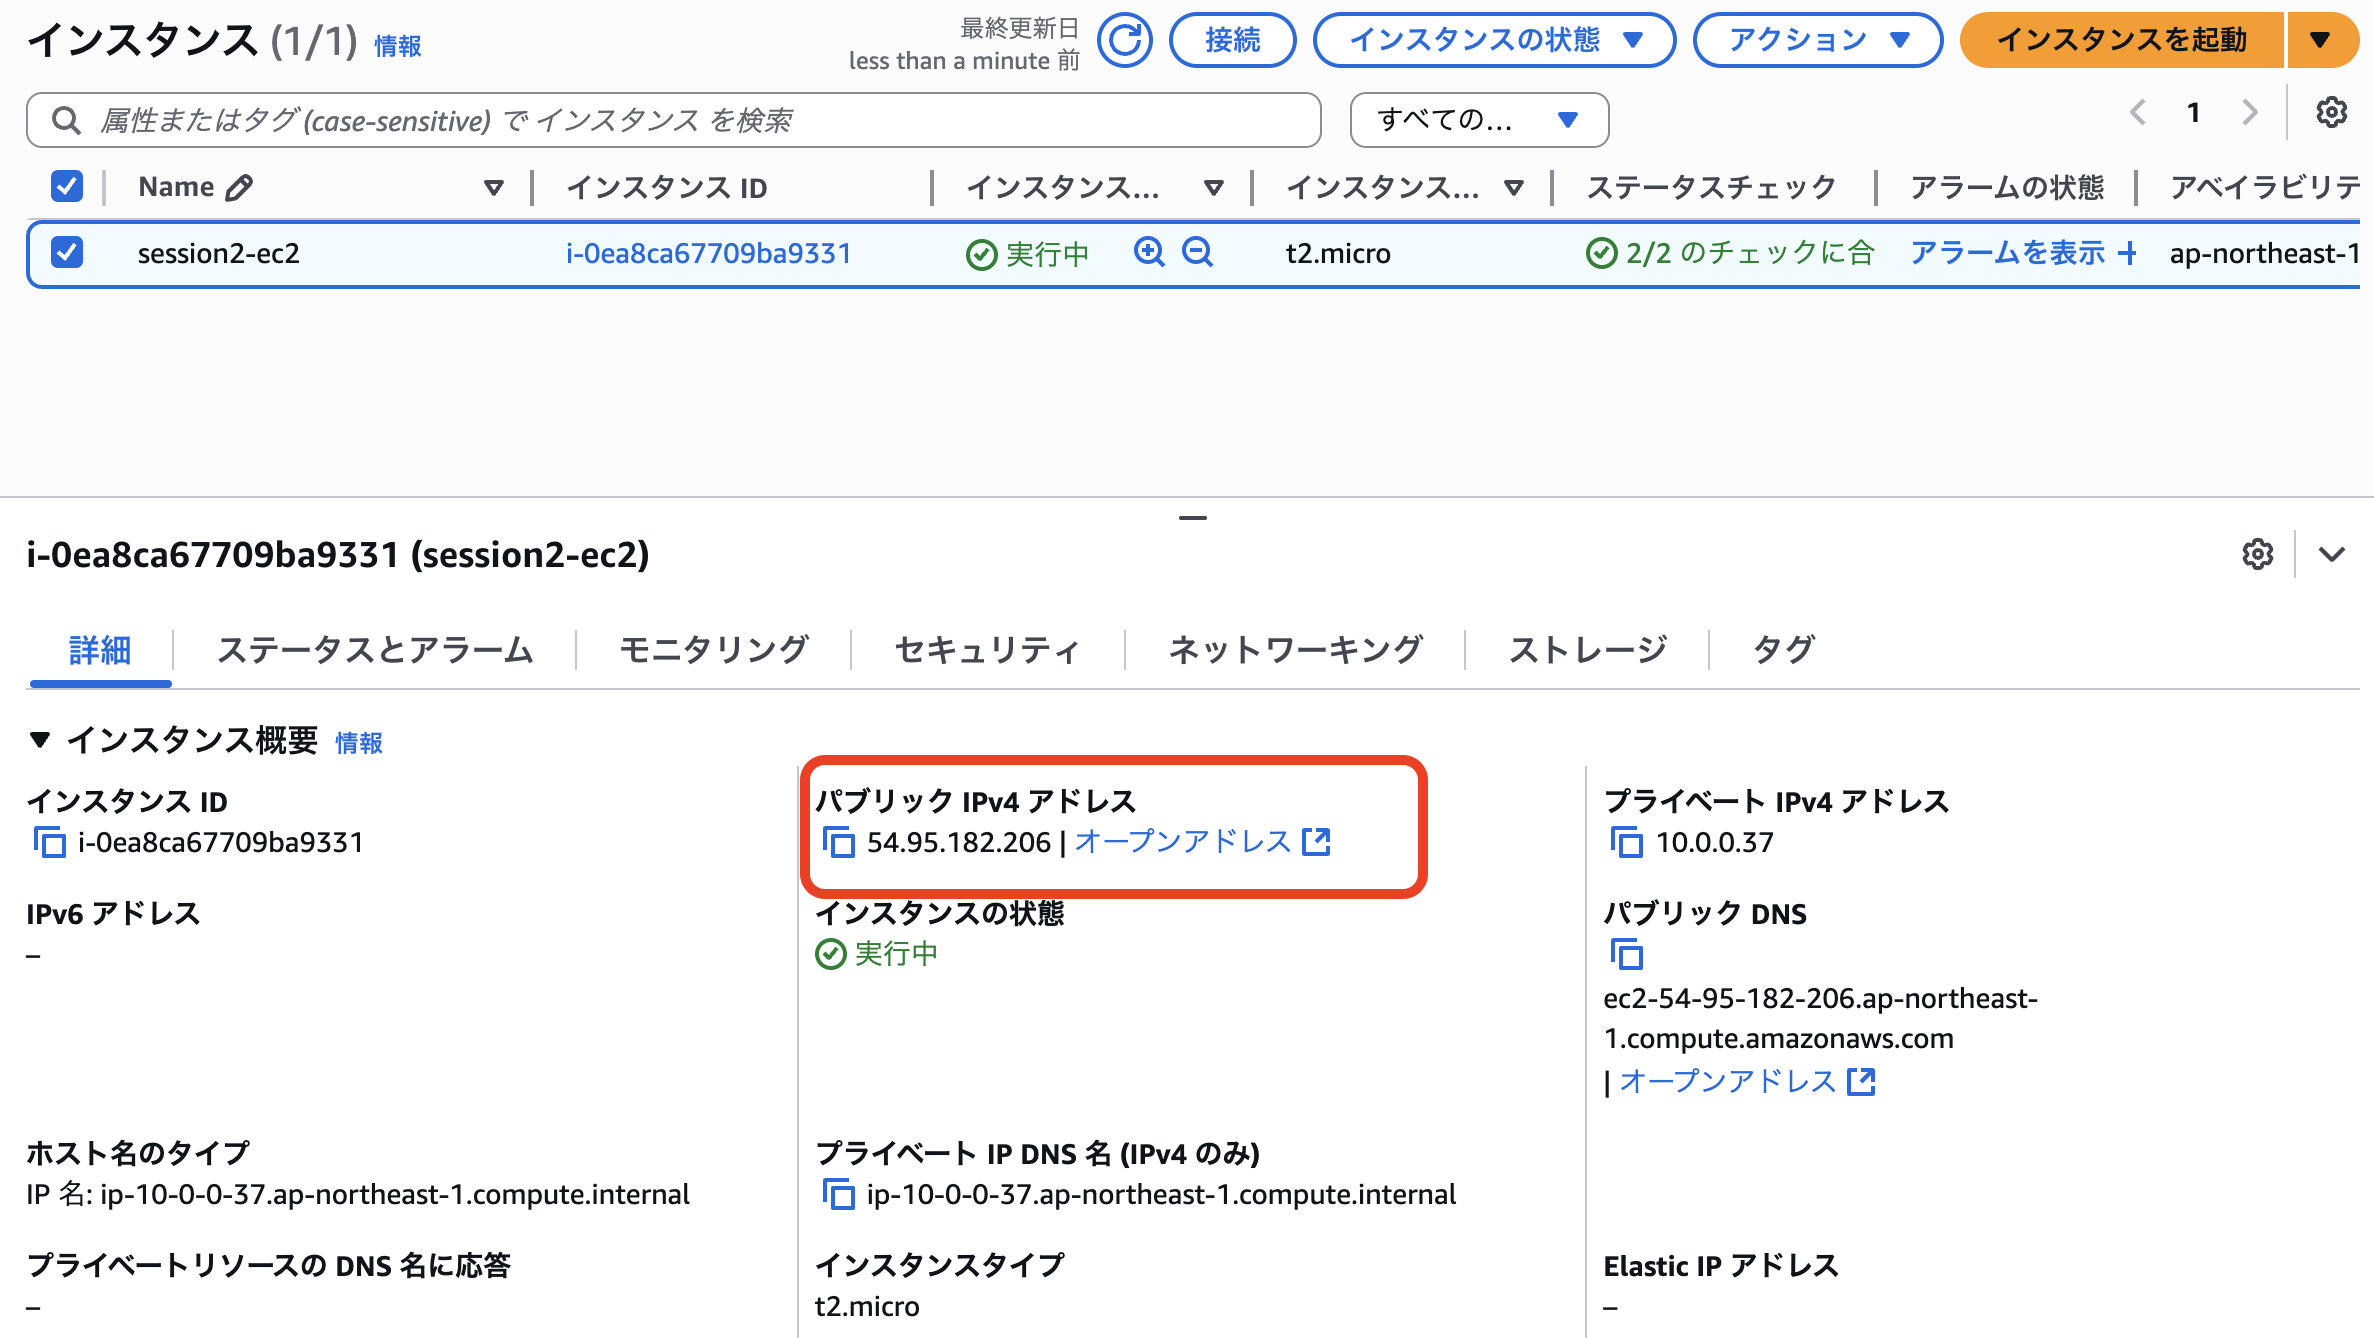 インスタンス (1/1) 情報
最終更新日
less than a minute 前
接続
インスタンスの状態
アクション
インスタンスを起動
属性またはタグ (case-sensitive) で インスタンス を検索
すべての...
1
Name
インスタンス ID
インスタンス...
インスタンス...
ステータスチェック
アラームの状態
アベイラビリテ
session2-ec2
i-0ea8ca67709ba9331
実行中
t2.micro
2/2 のチェックに合
アラームを表示 +
ap-northeast-1
i-0ea8ca67709ba9331 (session2-ec2)
詳細
ステータスとアラーム
モニタリング
セキュリティ
ネットワーキング
ストレージ
タグ
インスタンス概要 情報
インスタンス ID
i-0ea8ca67709ba9331
パブリック IPv4 アドレス
54.95.182.206 | オープンアドレス
プライベート IPv4 アドレス
10.0.0.37
IPv6 アドレス
–
インスタンスの状態
実行中
パブリック DNS
ec2-54-95-182-206.ap-northeast-
1.compute.amazonaws.com
| オープンアドレス
ホスト名のタイプ
IP 名: ip-10-0-0-37.ap-northeast-1.compute.internal
プライベート IP DNS 名 (IPv4 のみ)
ip-10-0-0-37.ap-northeast-1.compute.internal
プライベートリソースの DNS 名に応答
–
インスタンスタイプ
t2.micro
Elastic IP アドレス
–